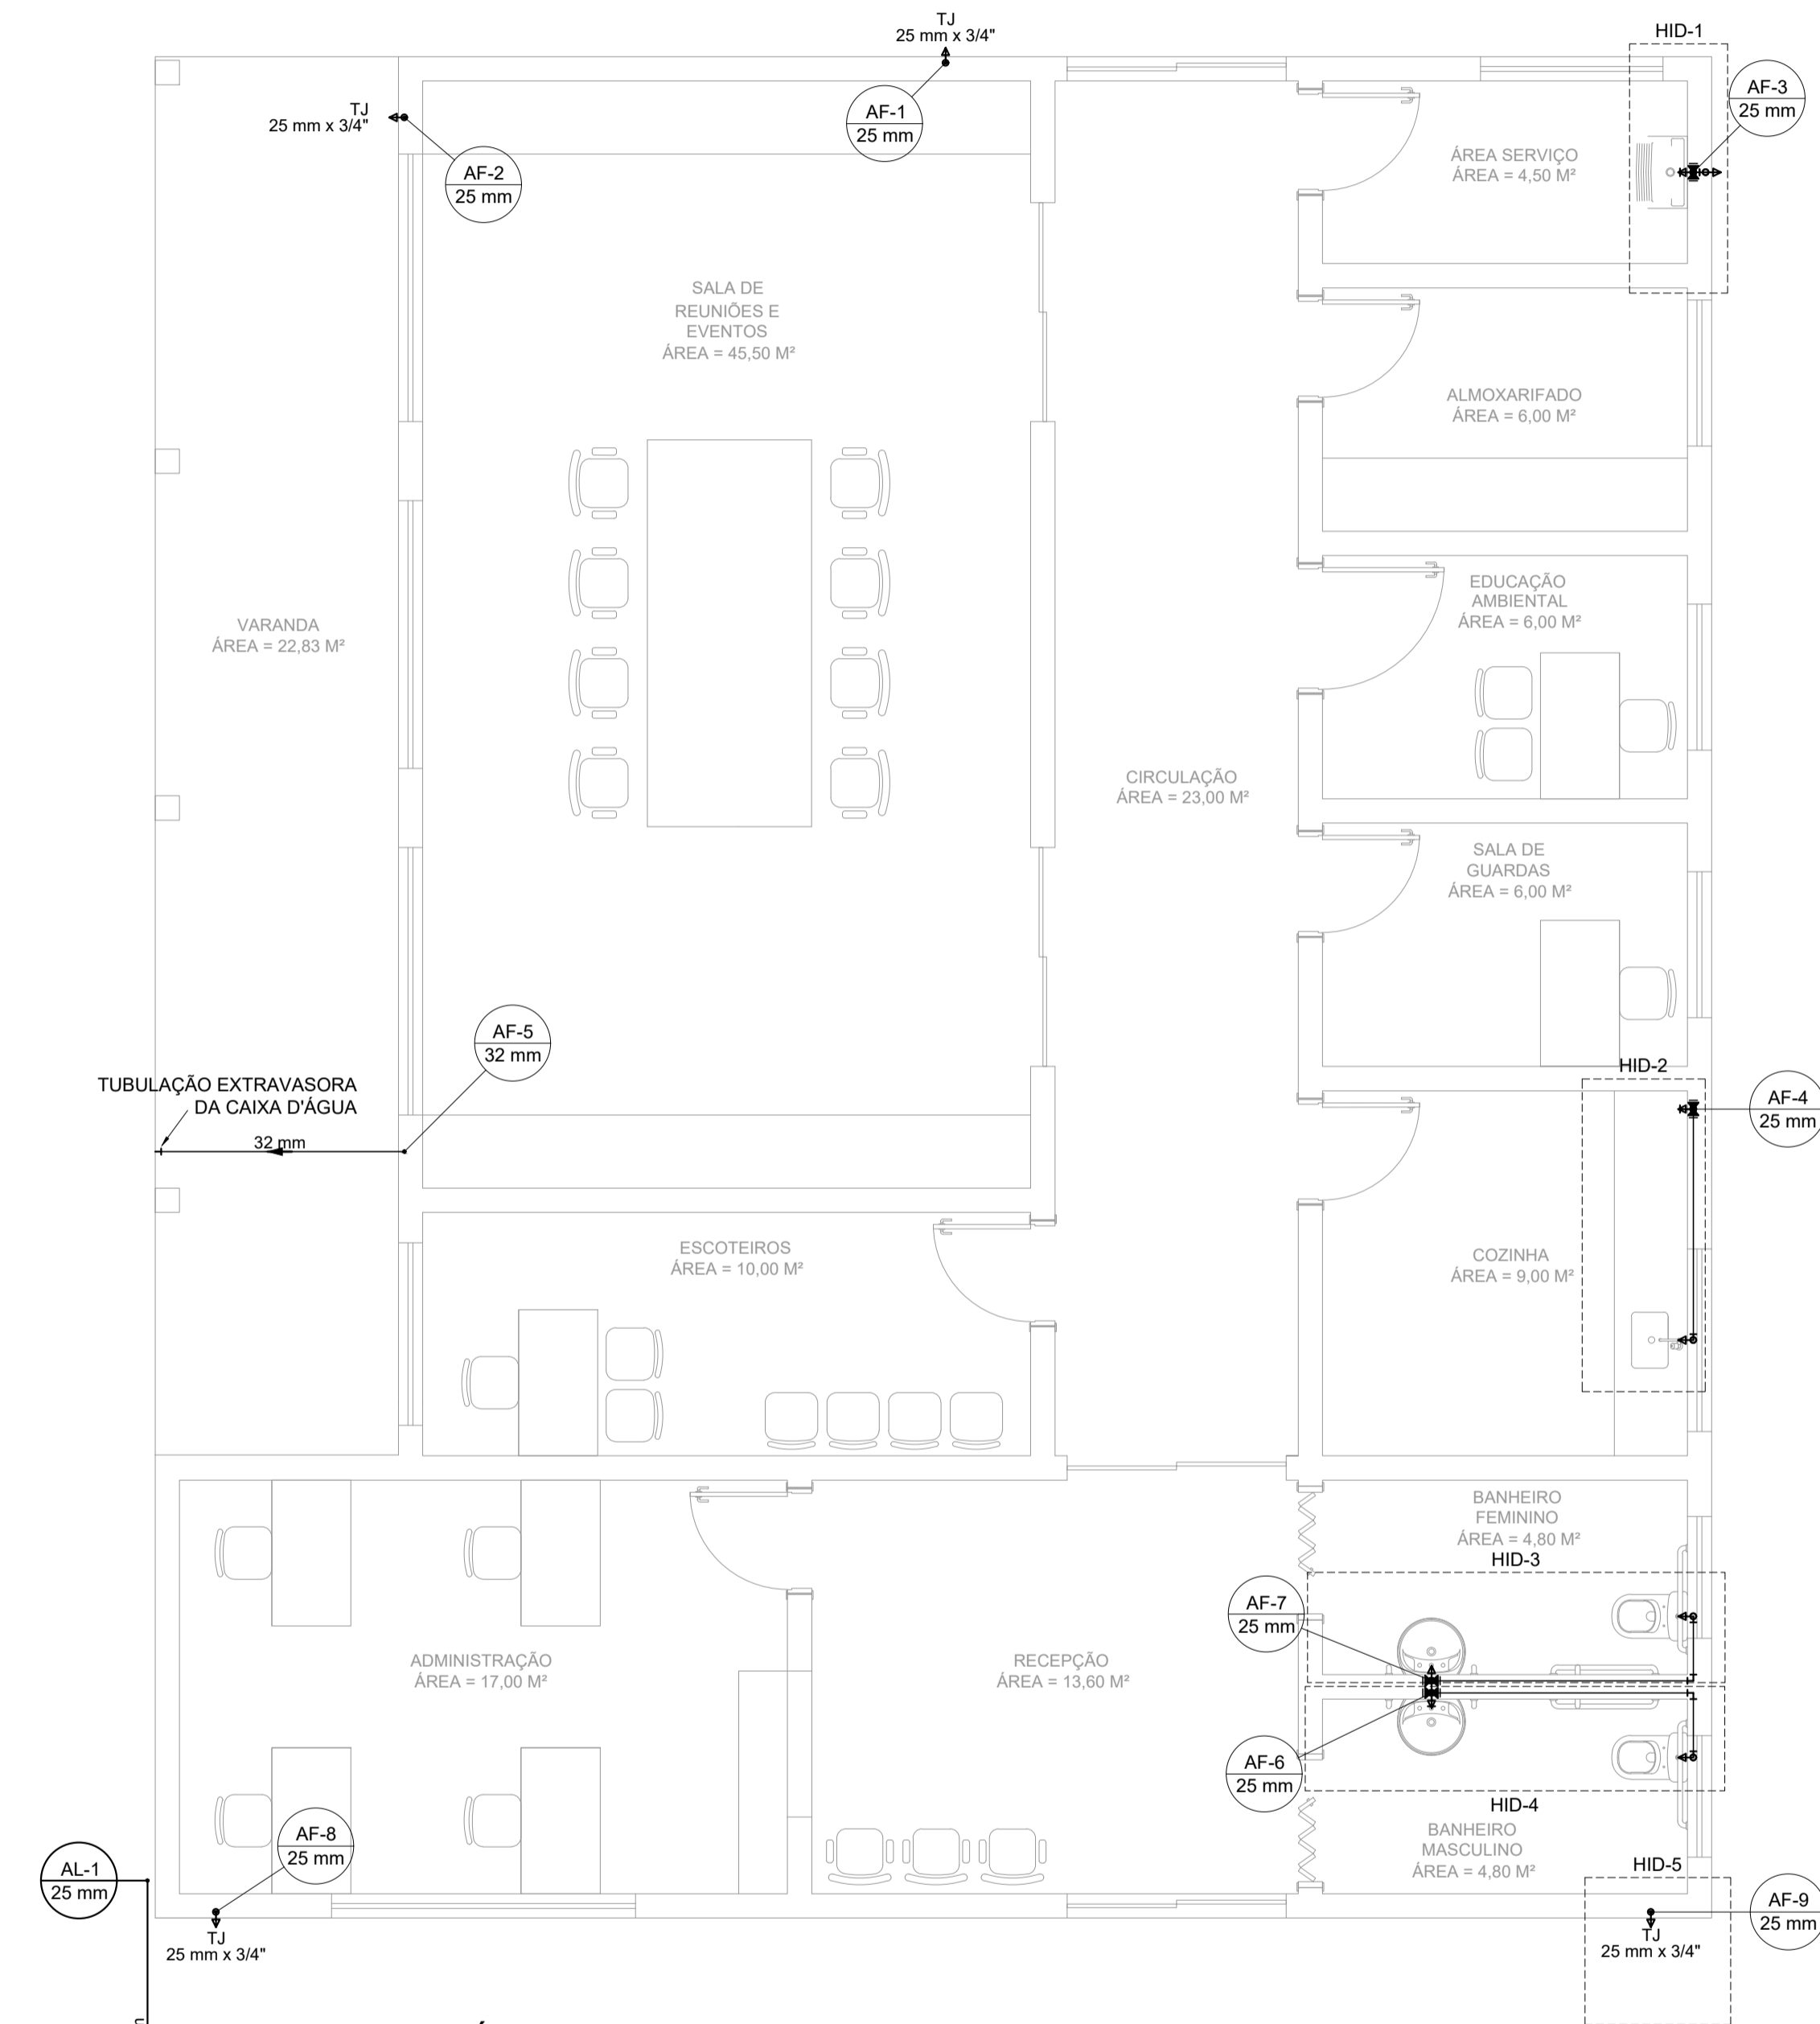 TJ
25 mm x 3/4"
HID-1
AF-3
25 mm
AF-1
25 mm
TJ
25 mm x 3/4"
AF-2
25 mm
ÁREA SERVIÇO
ÁREA = 4,50 M²
SALA DE
REUNIÕES E
EVENTOS
ÁREA = 45,50 M²
ALMOXARIFADO
ÁREA = 6,00 M²
EDUCAÇÃO
AMBIENTAL
ÁREA = 6,00 M²
VARANDA
ÁREA = 22,83 M²
CIRCULAÇÃO
ÁREA = 23,00 M²
SALA DE
GUARDAS
ÁREA = 6,00 M²
AF-5
32 mm
HID-2
TUBULAÇÃO EXTRAVASORA
DA CAIXA D'ÁGUA
32 mm
AF-4
25 mm
ESCOTEIROS
ÁREA = 10,00 M²
COZINHA
ÁREA = 9,00 M²
BANHEIRO
FEMININO
ÁREA = 4,80 M²
HID-3
AF-7
25 mm
ADMINISTRAÇÃO
ÁREA = 17,00 M²
RECEPÇÃO
ÁREA = 13,60 M²
AF-6
25 mm
HID-4
BANHEIRO
MASCULINO
ÁREA = 4,80 M²
AF-8
25 mm
AL-1
25 mm
HID-5
AF-9
25 mm
TJ
25 mm x 3/4"
TJ
25 mm x 3/4"